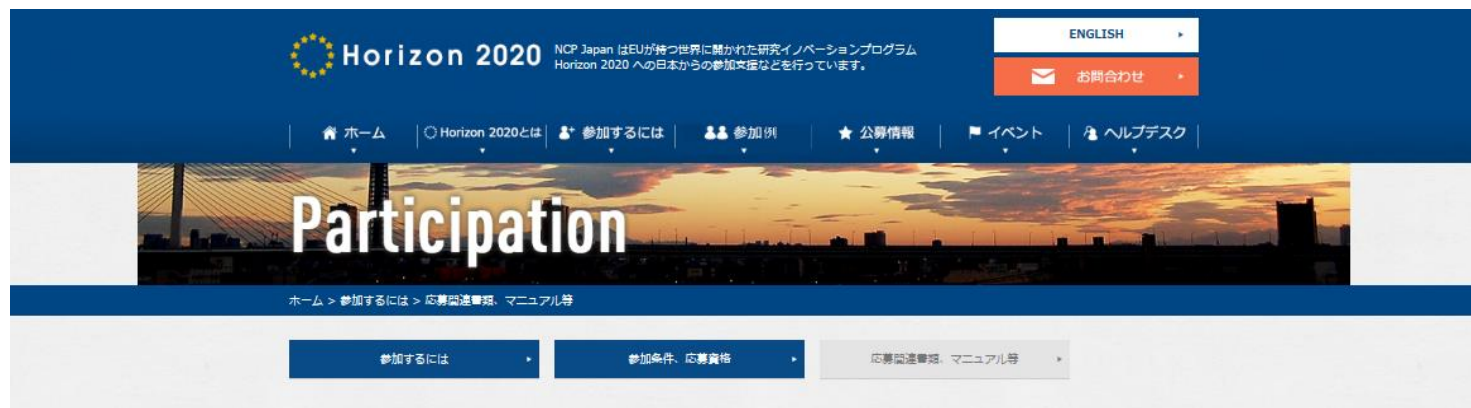 Horizon 2020
NCP Japan はEUが持つ世界に開かれた研究イノベーションプログラム
Horizon 2020 への日本からの参加支援などを行っています。
ENGLISH
お問合わせ
ホーム
Horizon 2020とは
参加するには
参加例
公募情報
イベント
ヘルプデスク
Participation
ホーム > 参加するには > 応募関連書類、マニュアル等
参加するには
参加条件、応募資格
応募関連書類、マニュアル等